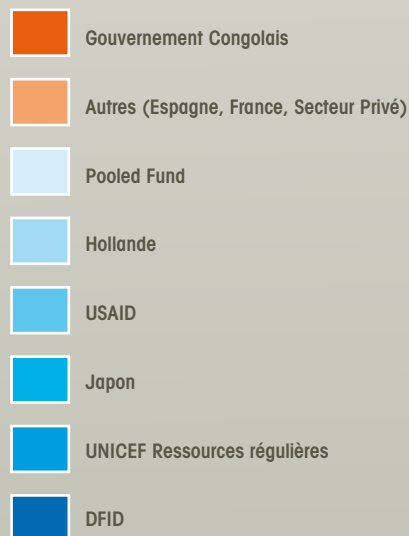 Gouvernement Congolais
Autres (Espagne, France, Secteur Privé)
Pooled Fund
Hollande
USAID
Japon
UNICEF Ressources régulières
DFID